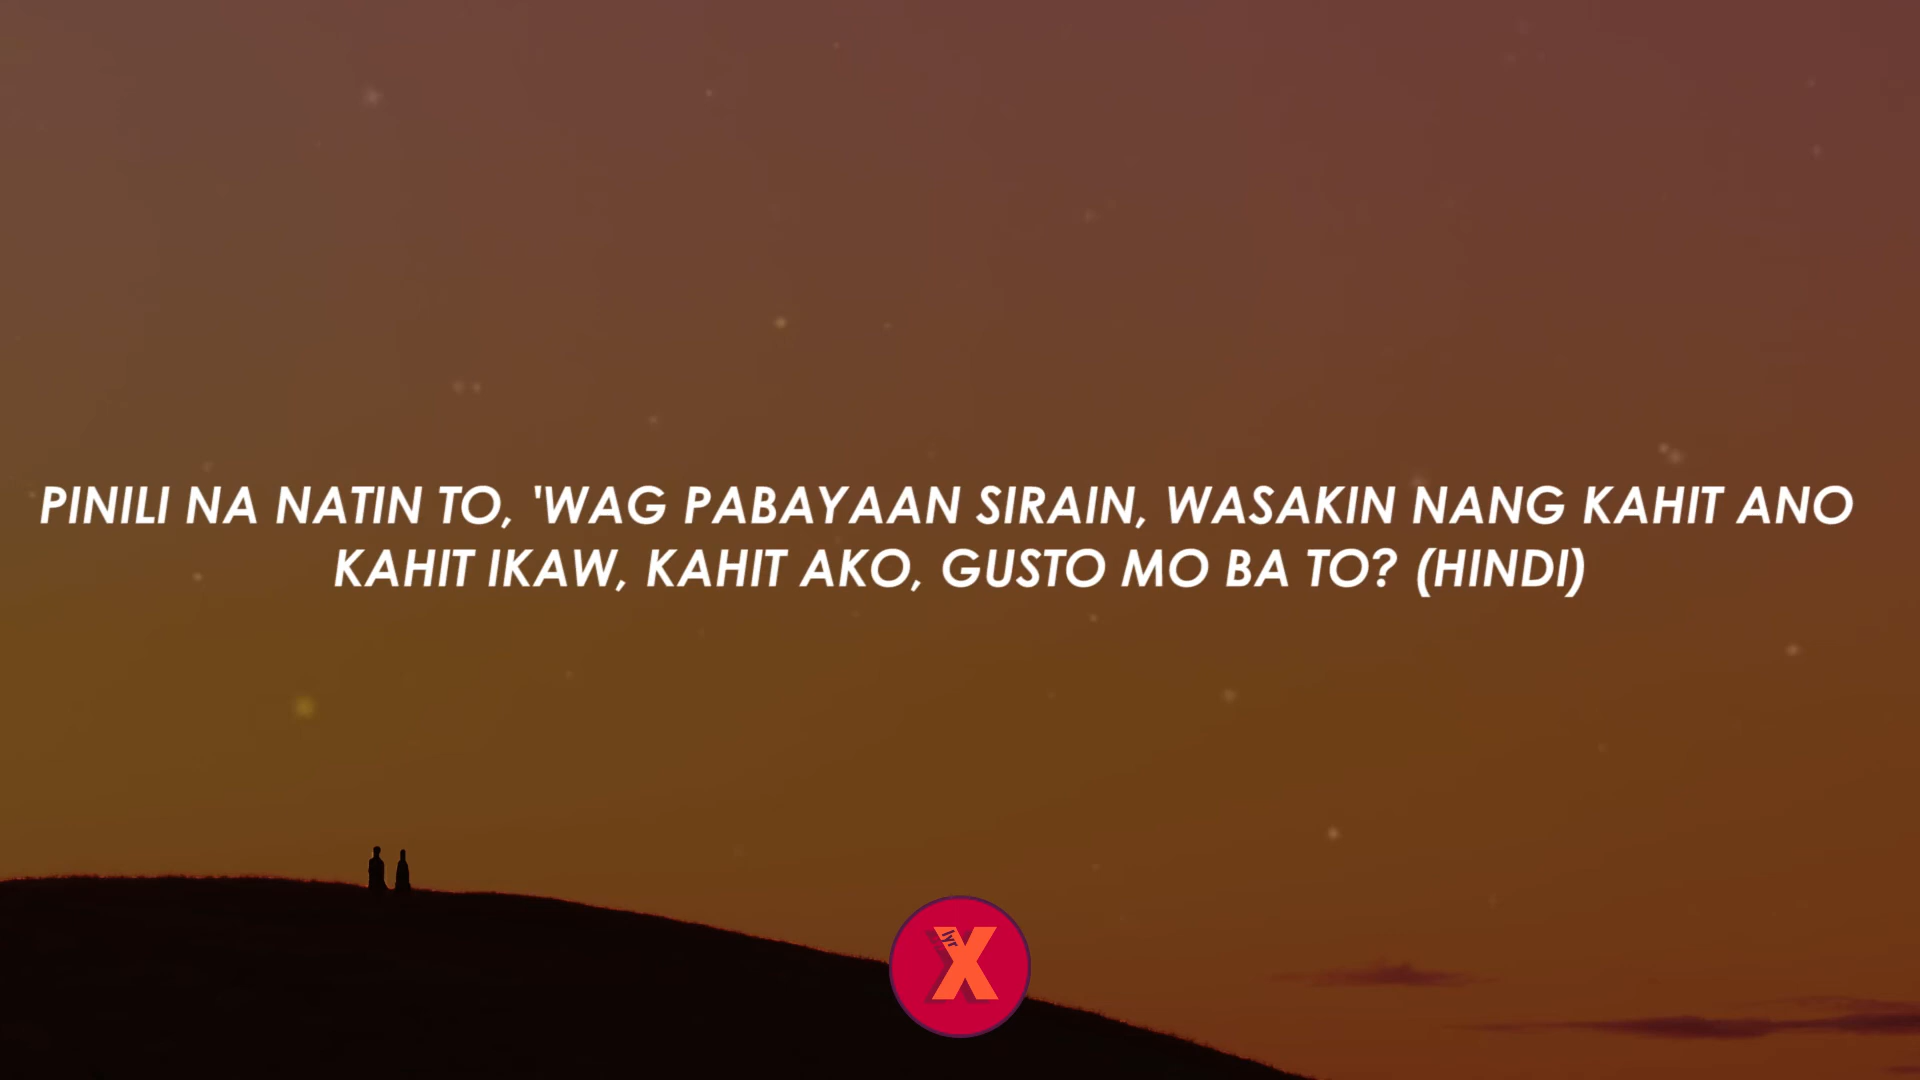 PINILI NA NATIN TO, 'WAG PABAYAAN SIRAIN, WASAKIN NANG KAHIT ANO
KAHIT IKAW, KAHIT AKO, GUSTO MO BA TO? (HINDI)
lyr
X